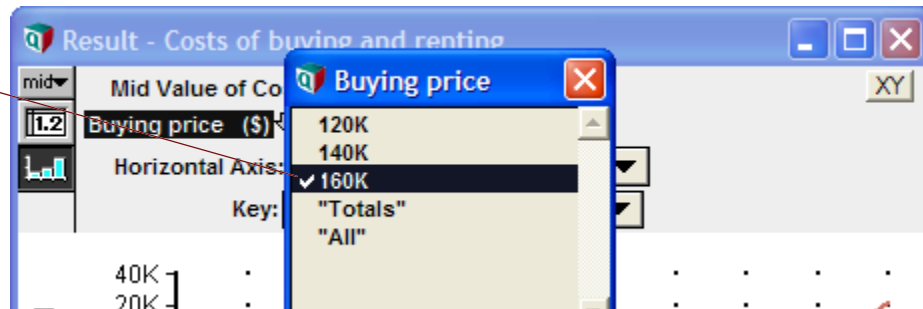 Result - Costs of buying and renting
mid
XY
Mid Value of Co
Buying price
1.2
Buying price ($)
120K
140K
Horizontal Axis:
160K
Key:
"Totals"
"All"
40K
20K